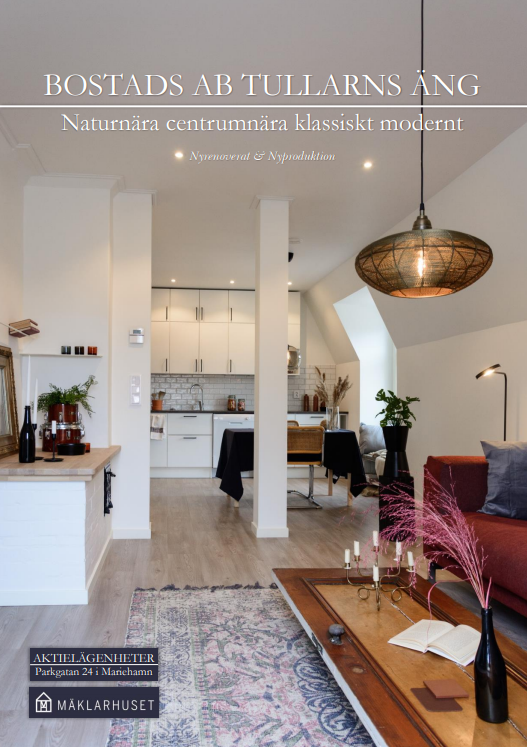 BOSTADS AB TULLARNS ÄNG
Naturnära centrumnära klassiskt modernt
Nyrenoverat & Nyproduktion
AKTIELÄGENHETER
Parkgatan 24 i Mariehamn
MÄKLARHUSET